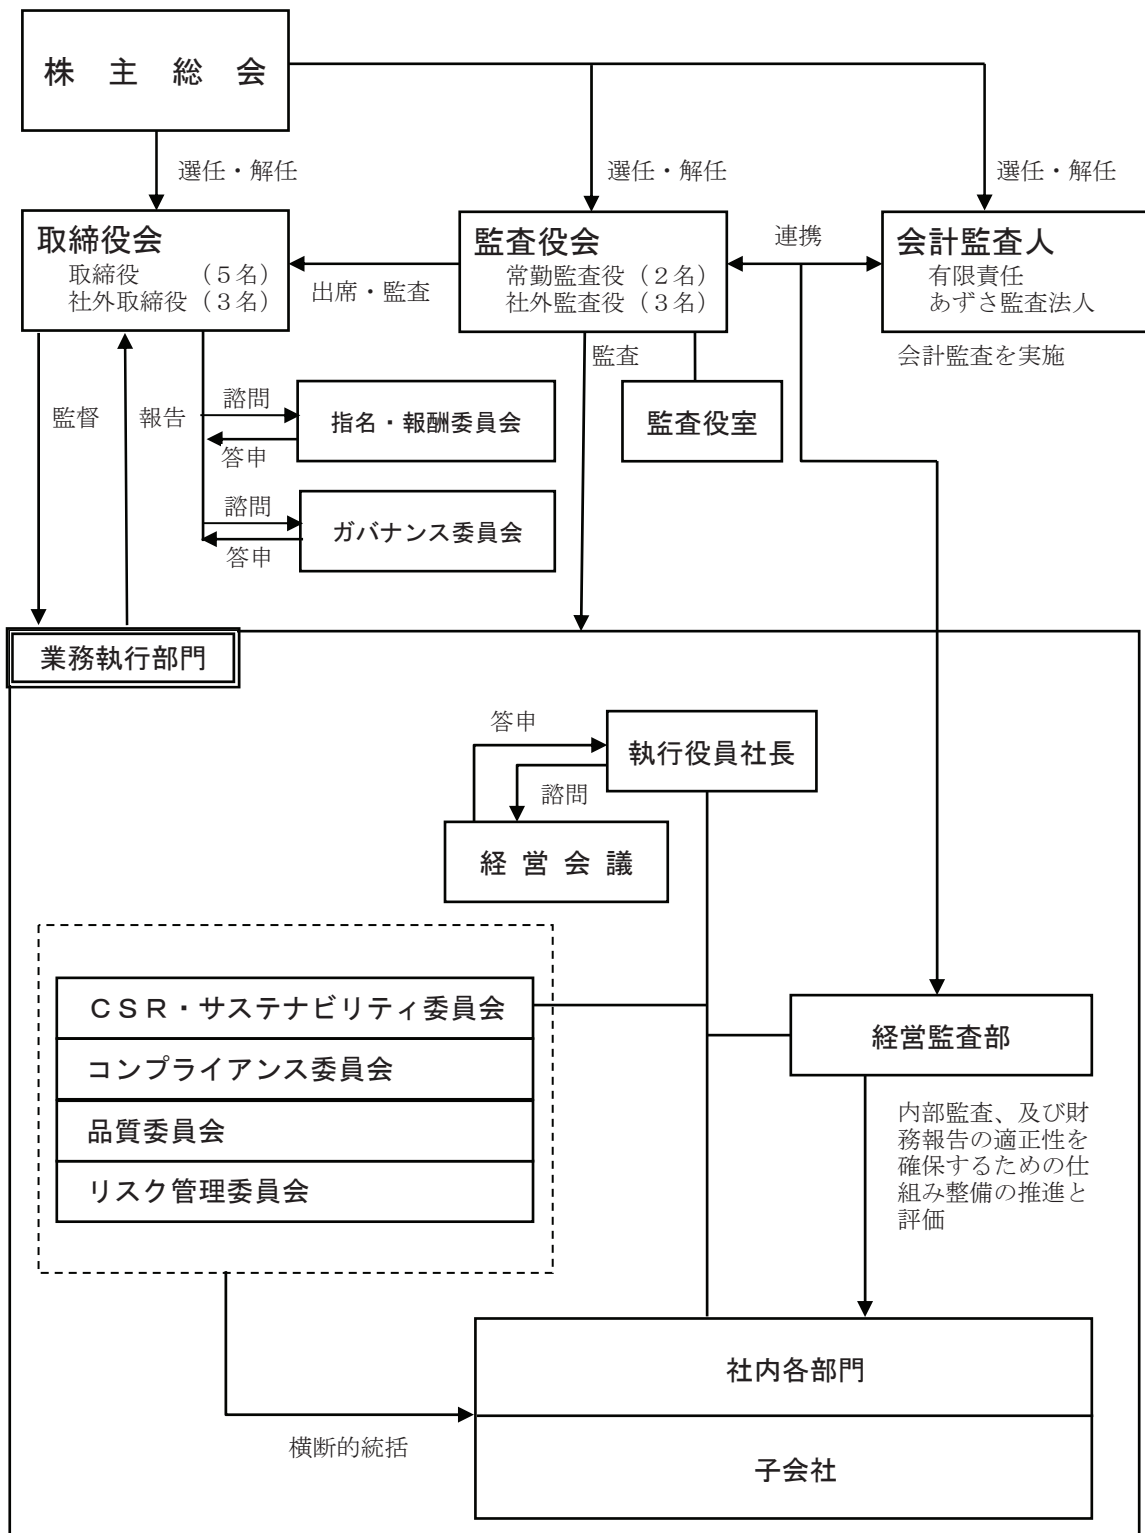 株　主　総　会
選任・解任
選任・解任
選任・解任
取締役会
取締役　　（５名）
社外取締役（３名）
出席・監査
監査役会
常勤監査役（２名）
社外監査役（３名）
連携
会計監査人
有限責任
あずさ監査法人
会計監査を実施
監督
報告
諮問
答申
指名・報酬委員会
諮問
答申
ガバナンス委員会
監査
監査役室
業務執行部門
答申
諮問
執行役員社長
経 営 会 議
ＣＳＲ・サステナビリティ委員会
コンプライアンス委員会
品質委員会
リスク管理委員会
経営監査部
内部監査、及び財
務報告の適正性を
確保するための仕
組み整備の推進と
評価
横断的統括
社内各部門
子会社